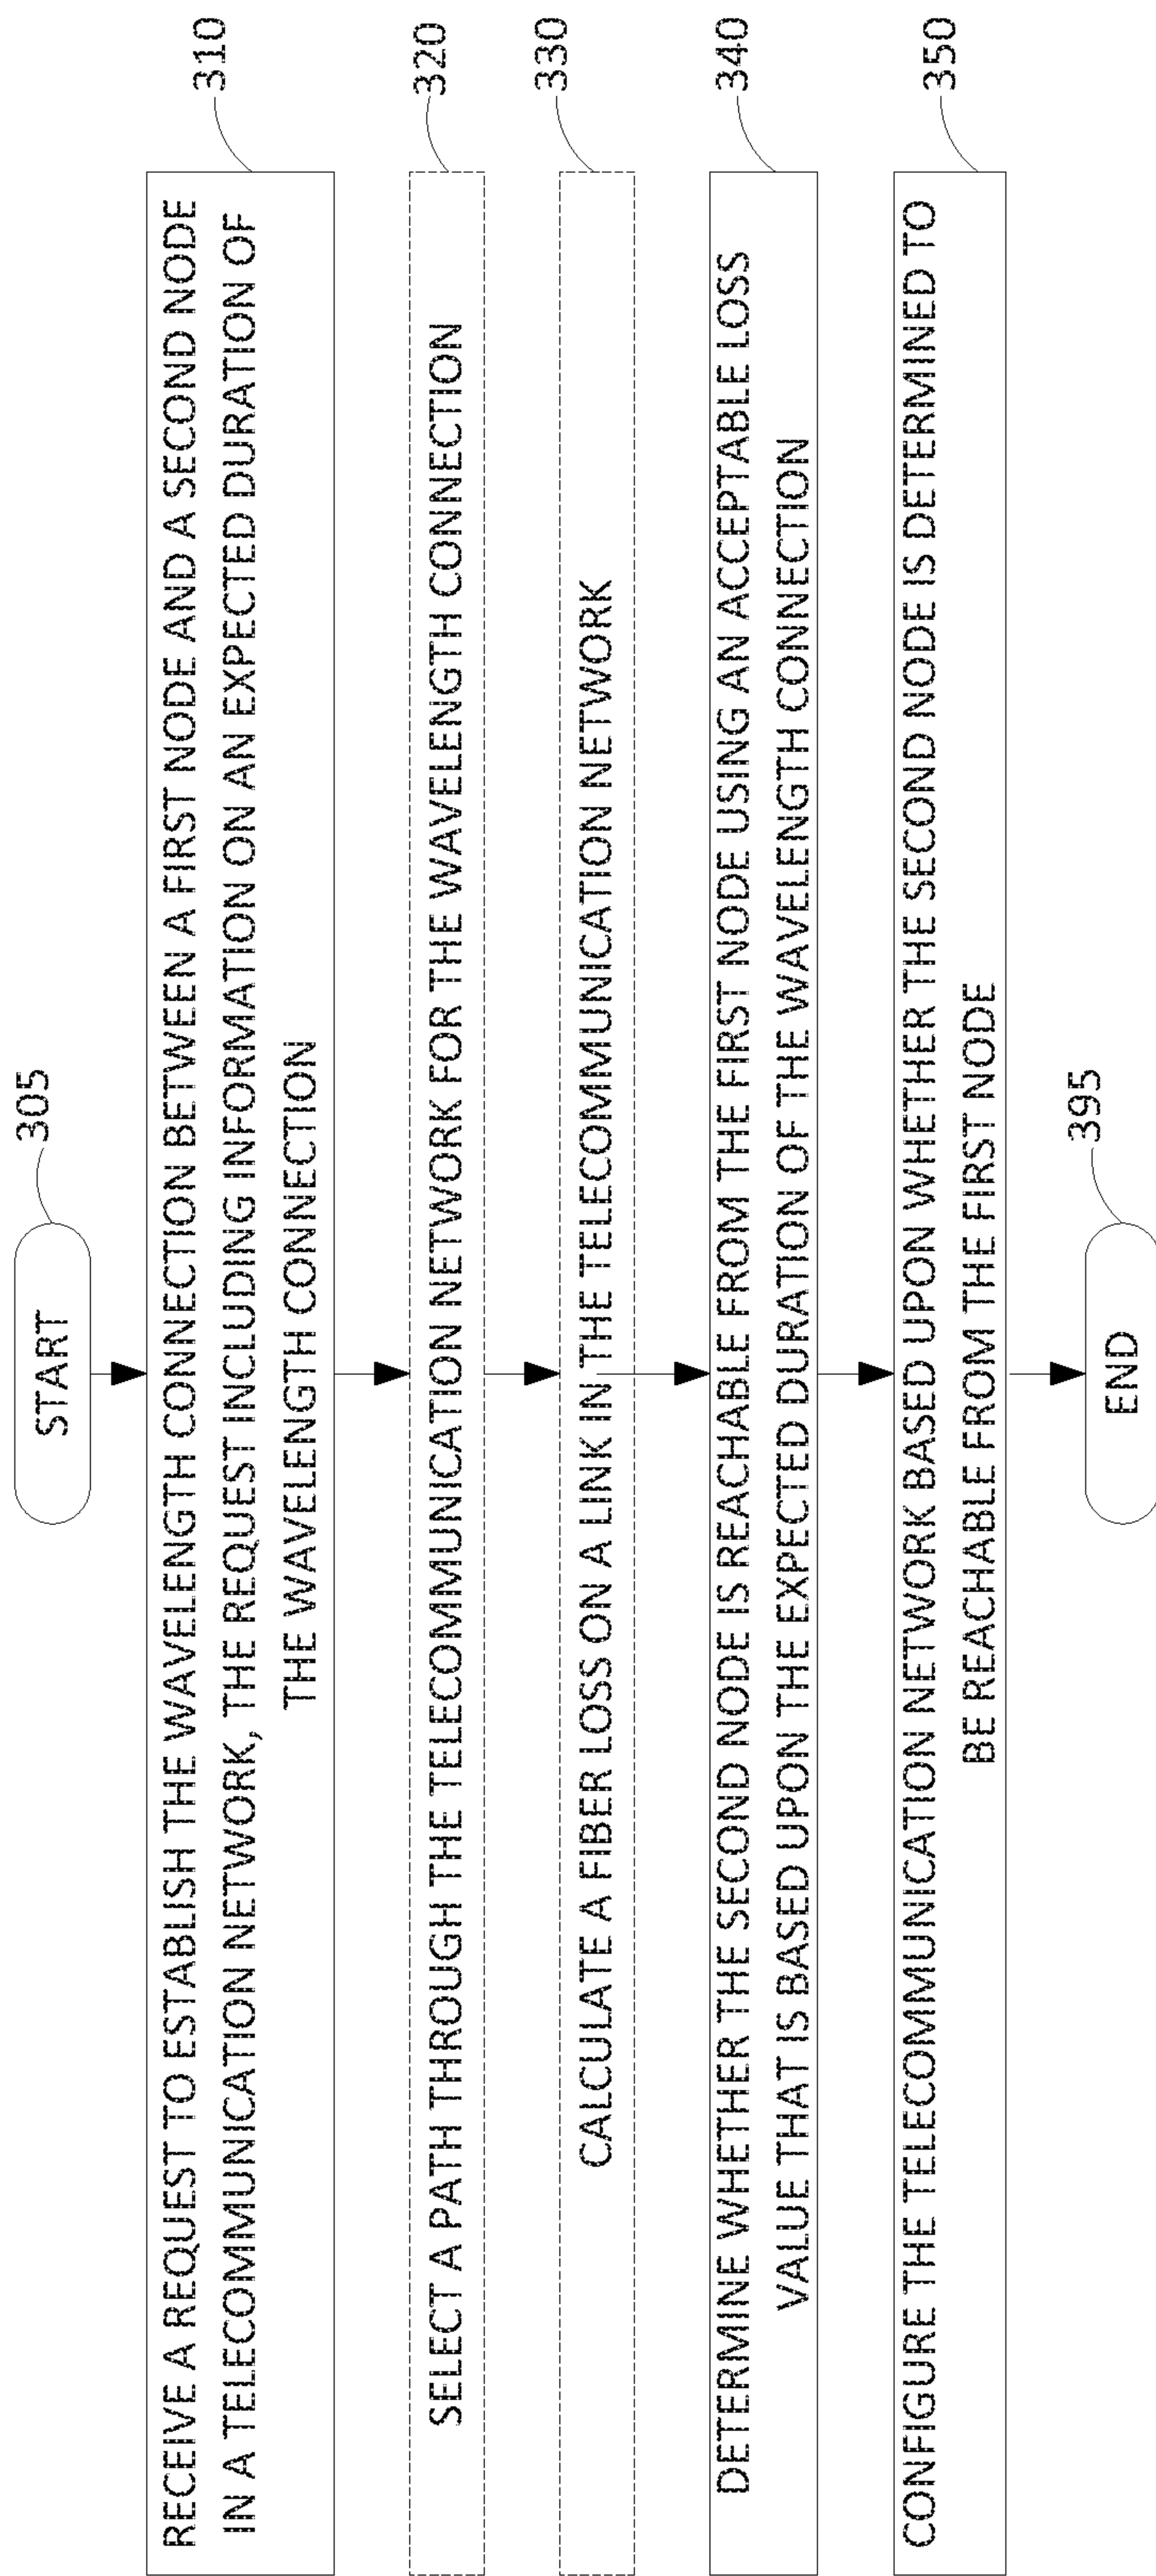 START
305
RECEIVE A REQUEST TO ESTABLISH THE WAVELENGTH CONNECTION BETWEEN A FIRST NODE AND A SECOND NODE
IN A TELECOMMUNICATION NETWORK, THE REQUEST INCLUDING INFORMATION ON AN EXPECTED DURATION OF
THE WAVELENGTH CONNECTION
310
SELECT A PATH THROUGH THE TELECOMMUNICATION NETWORK FOR THE WAVELENGTH CONNECTION
320
CALCULATE A FIBER LOSS ON A LINK IN THE TELECOMMUNICATION NETWORK
330
DETERMINE WHETHER THE SECOND NODE IS REACHABLE FROM THE FIRST NODE USING AN ACCEPTABLE LOSS
VALUE THAT IS BASED UPON THE EXPECTED DURATION OF THE WAVELENGTH CONNECTION
340
CONFIGURE THE TELECOMMUNICATION NETWORK BASED UPON WHETHER THE SECOND NODE IS DETERMINED TO
BE REACHABLE FROM THE FIRST NODE
350
END
395